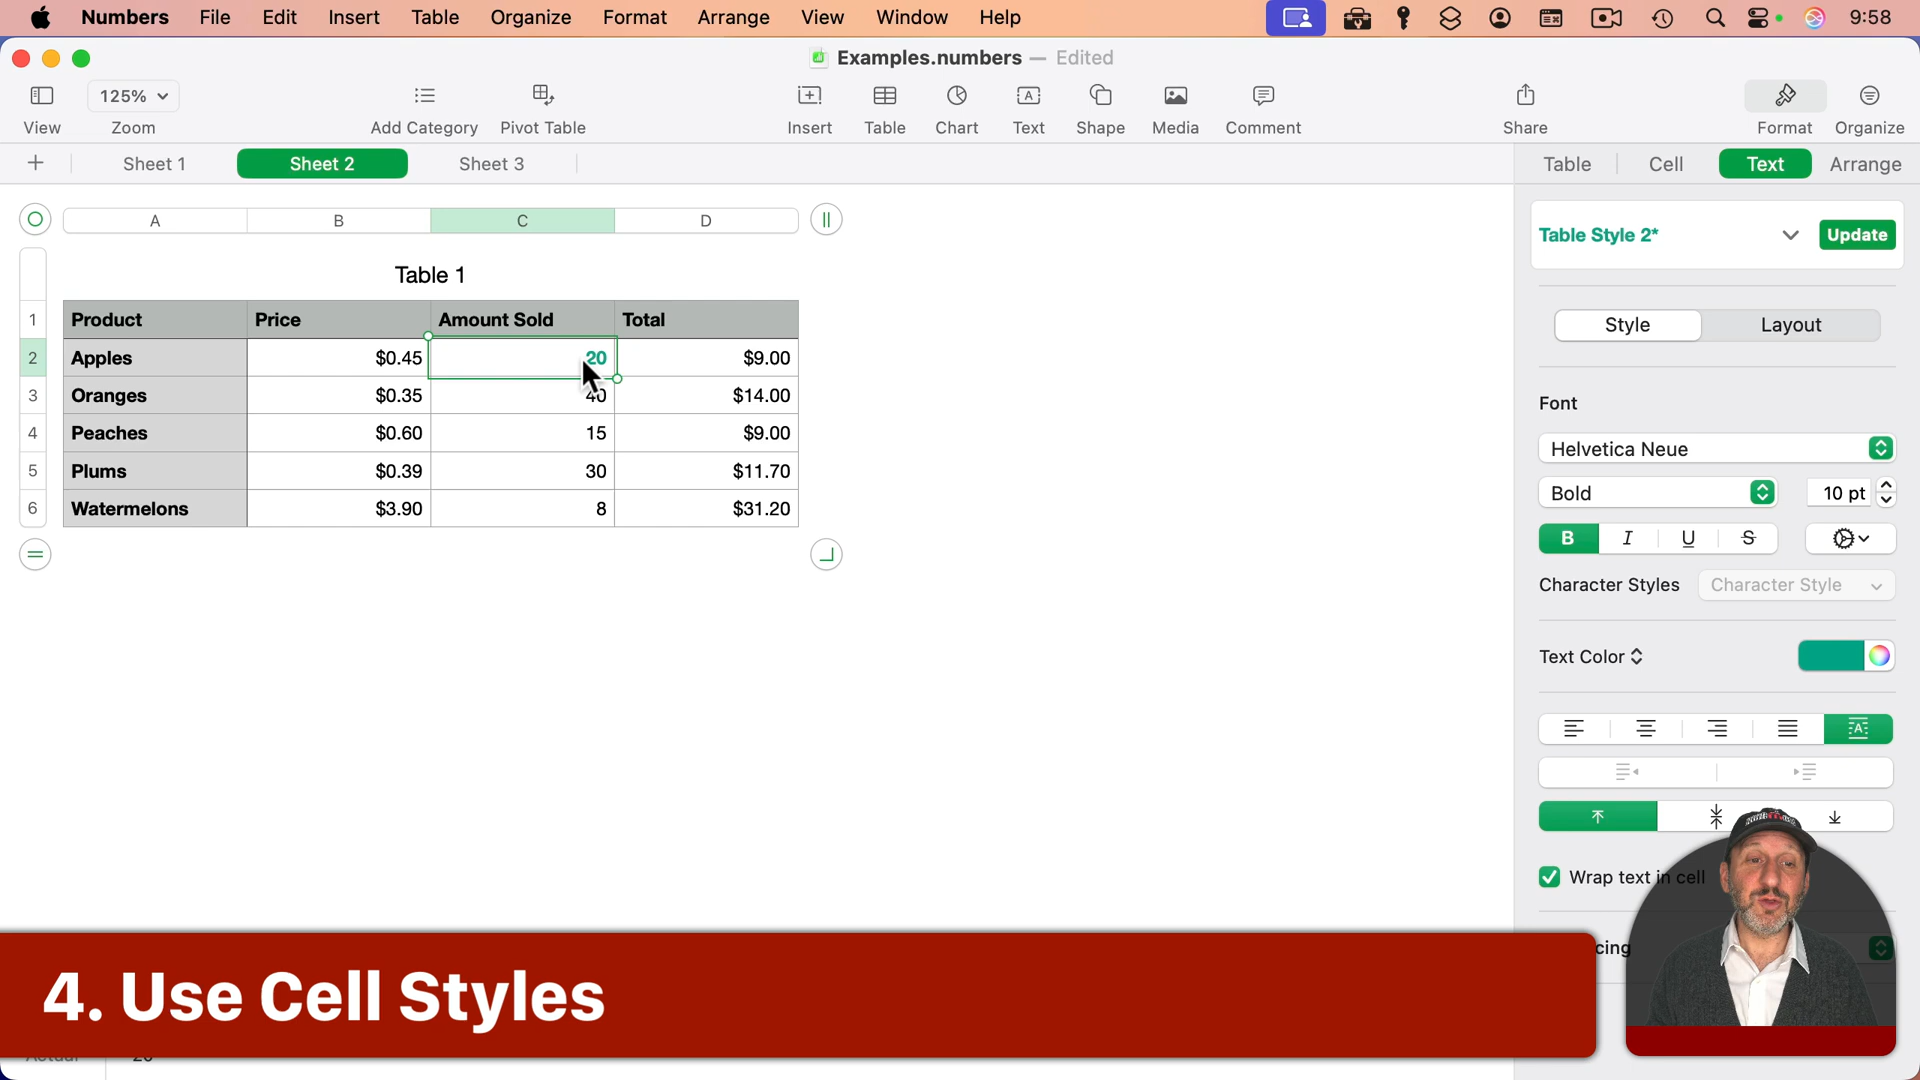 Numbers File Edit Insert Table Organize Format Arrange View Window Help 9:58
Examples.numbers — Edited
125%
View Zoom Add Category Pivot Table Insert Table Chart Text Shape Media Comment Share Format Organize
Sheet 1 Sheet 2 Sheet 3 Table Cell Text Arrange
A B C D
Table Style 2* Update
Table 1
1 Product Price Amount Sold Total
2 Apples $0.45 20 $9.00
3 Oranges $0.35 40 $14.00
4 Peaches $0.60 15 $9.00
5 Plums $0.39 30 $11.70
6 Watermelons $3.90 8 $31.20
Style Layout
Font
Helvetica Neue
Bold 10 pt
B I U S
Character Styles Character Style
Text Color
Wrap text in cell
cing
4. Use Cell Styles